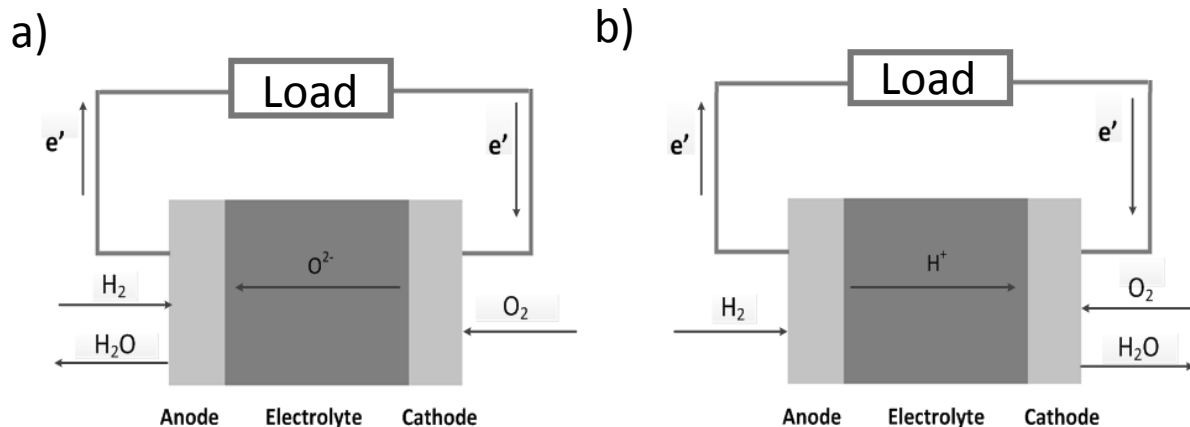 a)
Load
e′
e′
O²⁻
H₂
O₂
H₂O
Anode
Electrolyte
Cathode
b)
Load
e′
e′
H⁺
H₂
O₂
H₂O
Anode
Electrolyte
Cathode